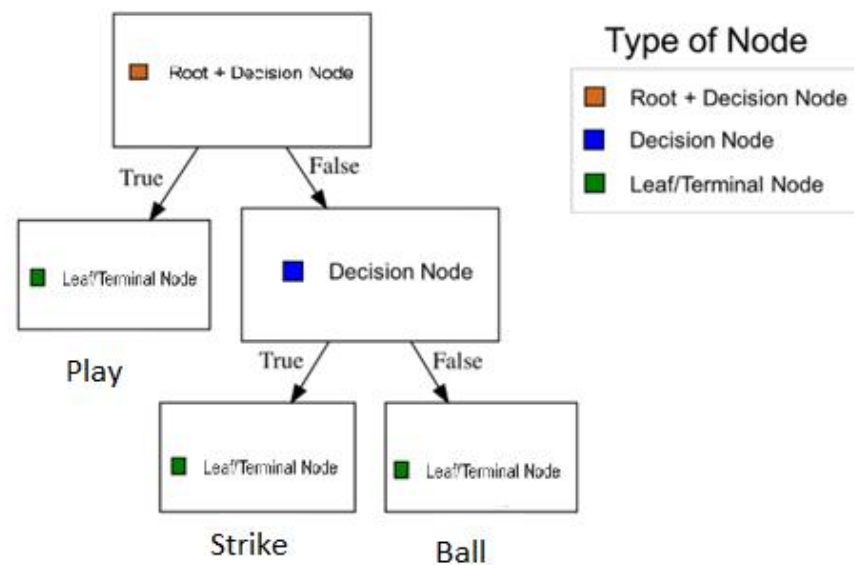 Root + Decision Node
Type of Node
Root + Decision Node
Decision Node
Leaf/Terminal Node
True
False
Leaf/Terminal Node
Decision Node
Play
True
False
Leaf/Terminal Node
Leaf/Terminal Node
Strike
Ball